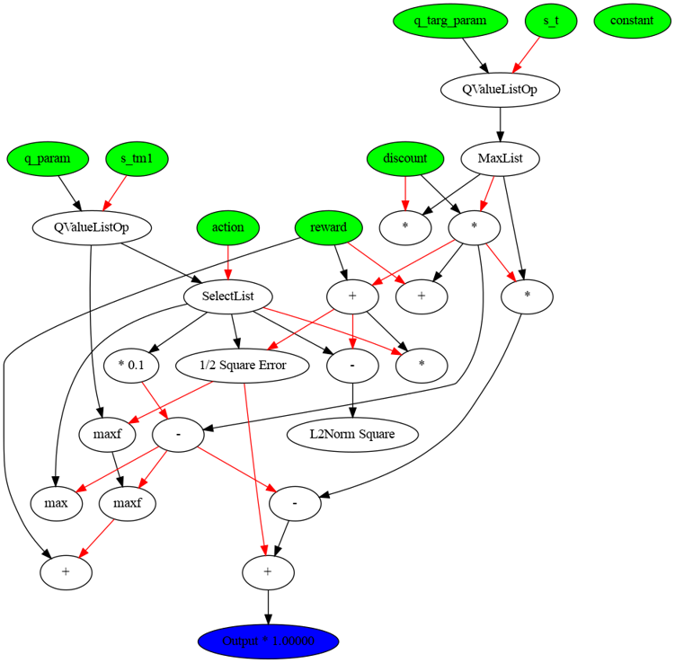 q_targ_param
s_t
constant
QValueListOp
q_param
s_tm1
discount
MaxList
QValueListOp
action
reward
*
*
SelectList
+
+
*
* 0.1
1/2 Square Error
-
*
maxf
-
L2Norm Square
max
maxf
-
+
+
Output * 1.00000